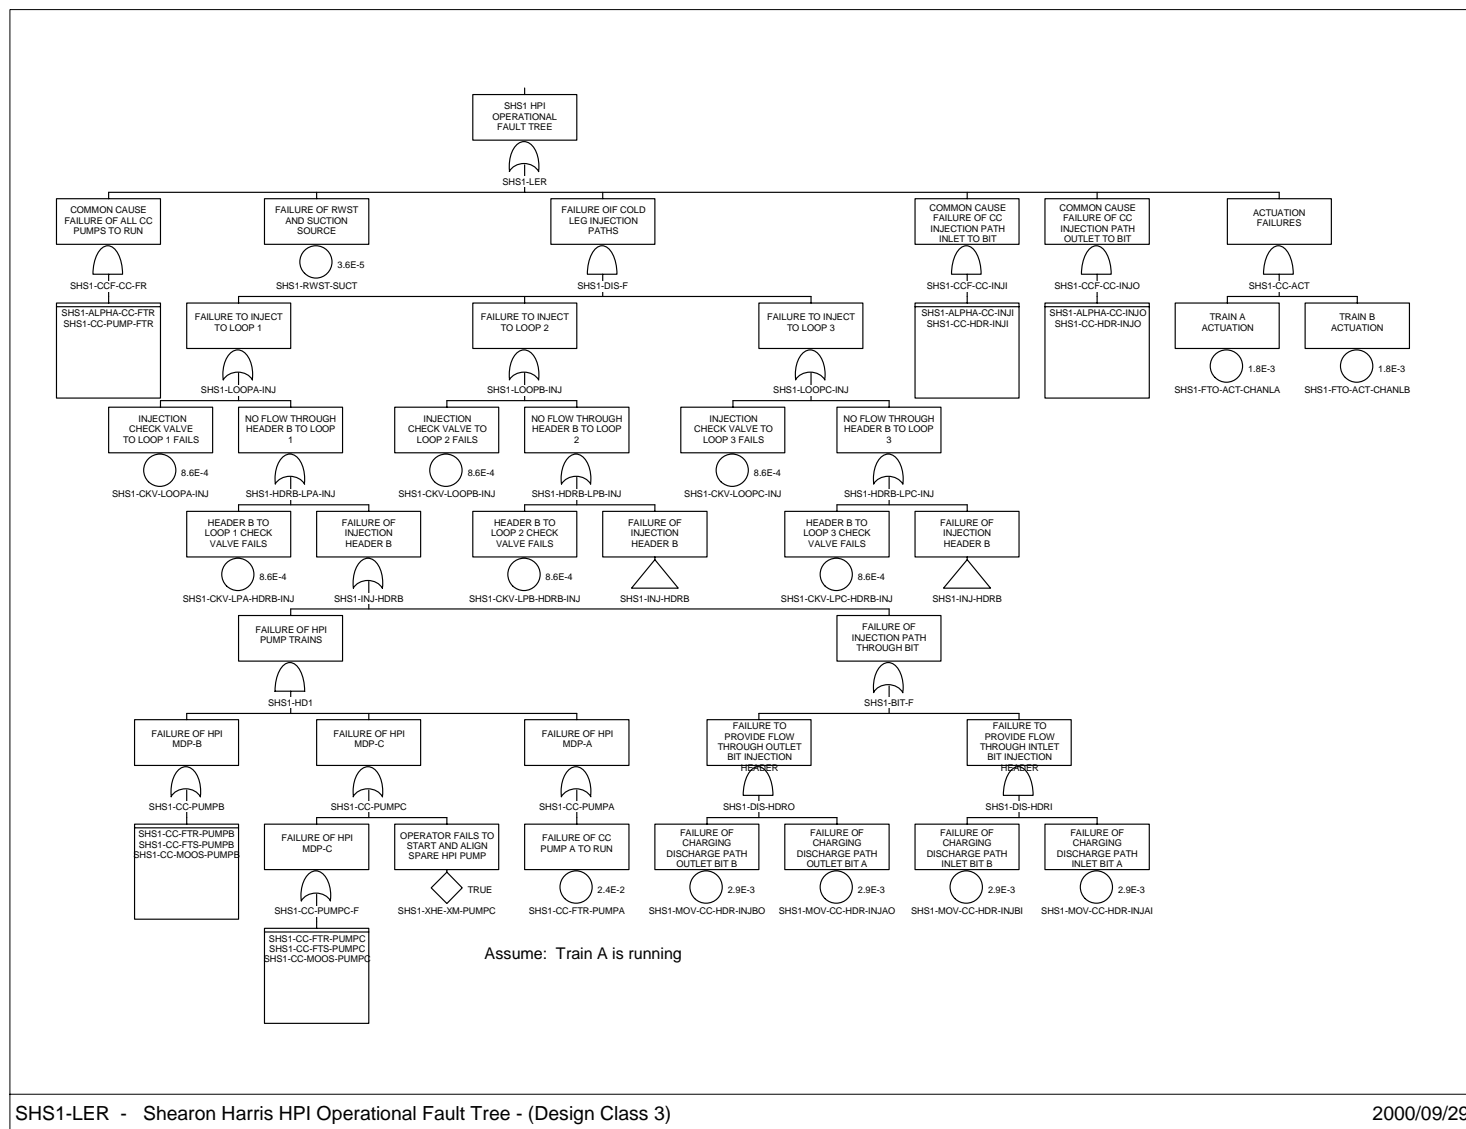 SHS1 HPI
OPERATIONAL
FAULT TREE
SHS1-LER
COMMON CAUSE
FAILURE OF ALL CC
PUMPS TO RUN
SHS1-CCF-CC-FR
FAILURE OF RWST
AND SUCTION
SOURCE
3.6E-5
SHS1-RWST-SUCT
FAILURE OIF COLD
LEG INJECTION
PATHS
SHS1-DIS-F
COMMON CAUSE
FAILURE OF CC
INJECTION PATH
INLET TO BIT
SHS1-CCF-CC-INJI
COMMON CAUSE
FAILURE OF CC
INJECTION PATH
OUTLET TO BIT
SHS1-CCF-CC-INJO
ACTUATION
FAILURES
SHS1-CC-ACT
SHS1-ALPHA-CC-FTR
SHS1-CC-PUMP-FTR
FAILURE TO INJECT
TO LOOP 1
SHS1-LOOPA-INJ
FAILURE TO INJECT
TO LOOP 2
SHS1-LOOPB-INJ
FAILURE TO INJECT
TO LOOP 3
SHS1-LOOPC-INJ
SHS1-ALPHA-CC-INJI
SHS1-CC-HDR-INJI
SHS1-ALPHA-CC-INJO
SHS1-CC-HDR-INJO
TRAIN A
ACTUATION
1.8E-3
SHS1-FTO-ACT-CHANLA
TRAIN B
ACTUATION
1.8E-3
SHS1-FTO-ACT-CHANLB
INJECTION
CHECK VALVE
TO LOOP 1 FAILS
8.6E-4
SHS1-CKV-LOOPA-INJ
NO FLOW THROUGH
HEADER B TO LOOP
1
SHS1-HDRB-LPA-INJ
INJECTION
CHECK VALVE TO
LOOP 2 FAILS
8.6E-4
SHS1-CKV-LOOPB-INJ
NO FLOW THROUGH
HEADER B TO LOOP
2
SHS1-HDRB-LPB-INJ
INJECTION
CHECK VALVE TO
LOOP 3 FAILS
8.6E-4
SHS1-CKV-LOOPC-INJ
NO FLOW THROUGH
HEADER B TO LOOP
3
SHS1-HDRB-LPC-INJ
HEADER B TO
LOOP 1 CHECK
VALVE FAILS
8.6E-4
SHS1-CKV-LPA-HDRB-INJ
FAILURE OF
INJECTION
HEADER B
SHS1-INJ-HDRB
HEADER B TO
LOOP 2 CHECK
VALVE FAILS
8.6E-4
SHS1-CKV-LPB-HDRB-INJ
FAILURE OF
INJECTION
HEADER B
SHS1-INJ-HDRB
HEADER B TO
LOOP 3 CHECK
VALVE FAILS
8.6E-4
SHS1-CKV-LPC-HDRB-INJ
FAILURE OF
INJECTION
HEADER B
SHS1-INJ-HDRB
FAILURE OF HPI
PUMP TRAINS
SHS1-HD1
FAILURE OF
INJECTION PATH
THROUGH BIT
SHS1-BIT-F
FAILURE OF HPI
MDP-B
SHS1-CC-PUMPB
FAILURE OF HPI
MDP-C
SHS1-CC-PUMPC
FAILURE OF HPI
MDP-A
SHS1-CC-PUMPA
FAILURE TO
PROVIDE FLOW
THROUGH OUTLET
BIT INJECTION
HEADER
SHS1-DIS-HDRO
FAILURE TO
PROVIDE FLOW
THROUGH INTLET
BIT INJECTION
HEADER
SHS1-DIS-HDRI
SHS1-CC-FTR-PUMPB
SHS1-CC-FTS-PUMPB
SHS1-CC-MOOS-PUMPB
FAILURE OF HPI
MDP-C
SHS1-CC-PUMPC-F
OPERATOR FAILS TO
START AND ALIGN
SPARE HPI PUMP
TRUE
SHS1-XHE-XM-PUMPC
FAILURE OF CC
PUMP A TO RUN
2.4E-2
SHS1-CC-FTR-PUMPA
FAILURE OF
CHARGING
DISCHARGE PATH
OUTLET BIT B
2.9E-3
SHS1-MOV-CC-HDR-INJBO
FAILURE OF
CHARGING
DISCHARGE PATH
OUTLET BIT A
2.9E-3
SHS1-MOV-CC-HDR-INJAO
FAILURE OF
CHARGING
DISCHARGE PATH
INLET BIT B
2.9E-3
SHS1-MOV-CC-HDR-INJBI
FAILURE OF
CHARGING
DISCHARGE PATH
INLET BIT A
2.9E-3
SHS1-MOV-CC-HDR-INJAI
SHS1-CC-FTR-PUMPC
SHS1-CC-FTS-PUMPC
SHS1-CC-MOOS-PUMPC
Assume: Train A is running
SHS1-LER - Shearon Harris HPI Operational Fault Tree - (Design Class 3)
2000/09/29